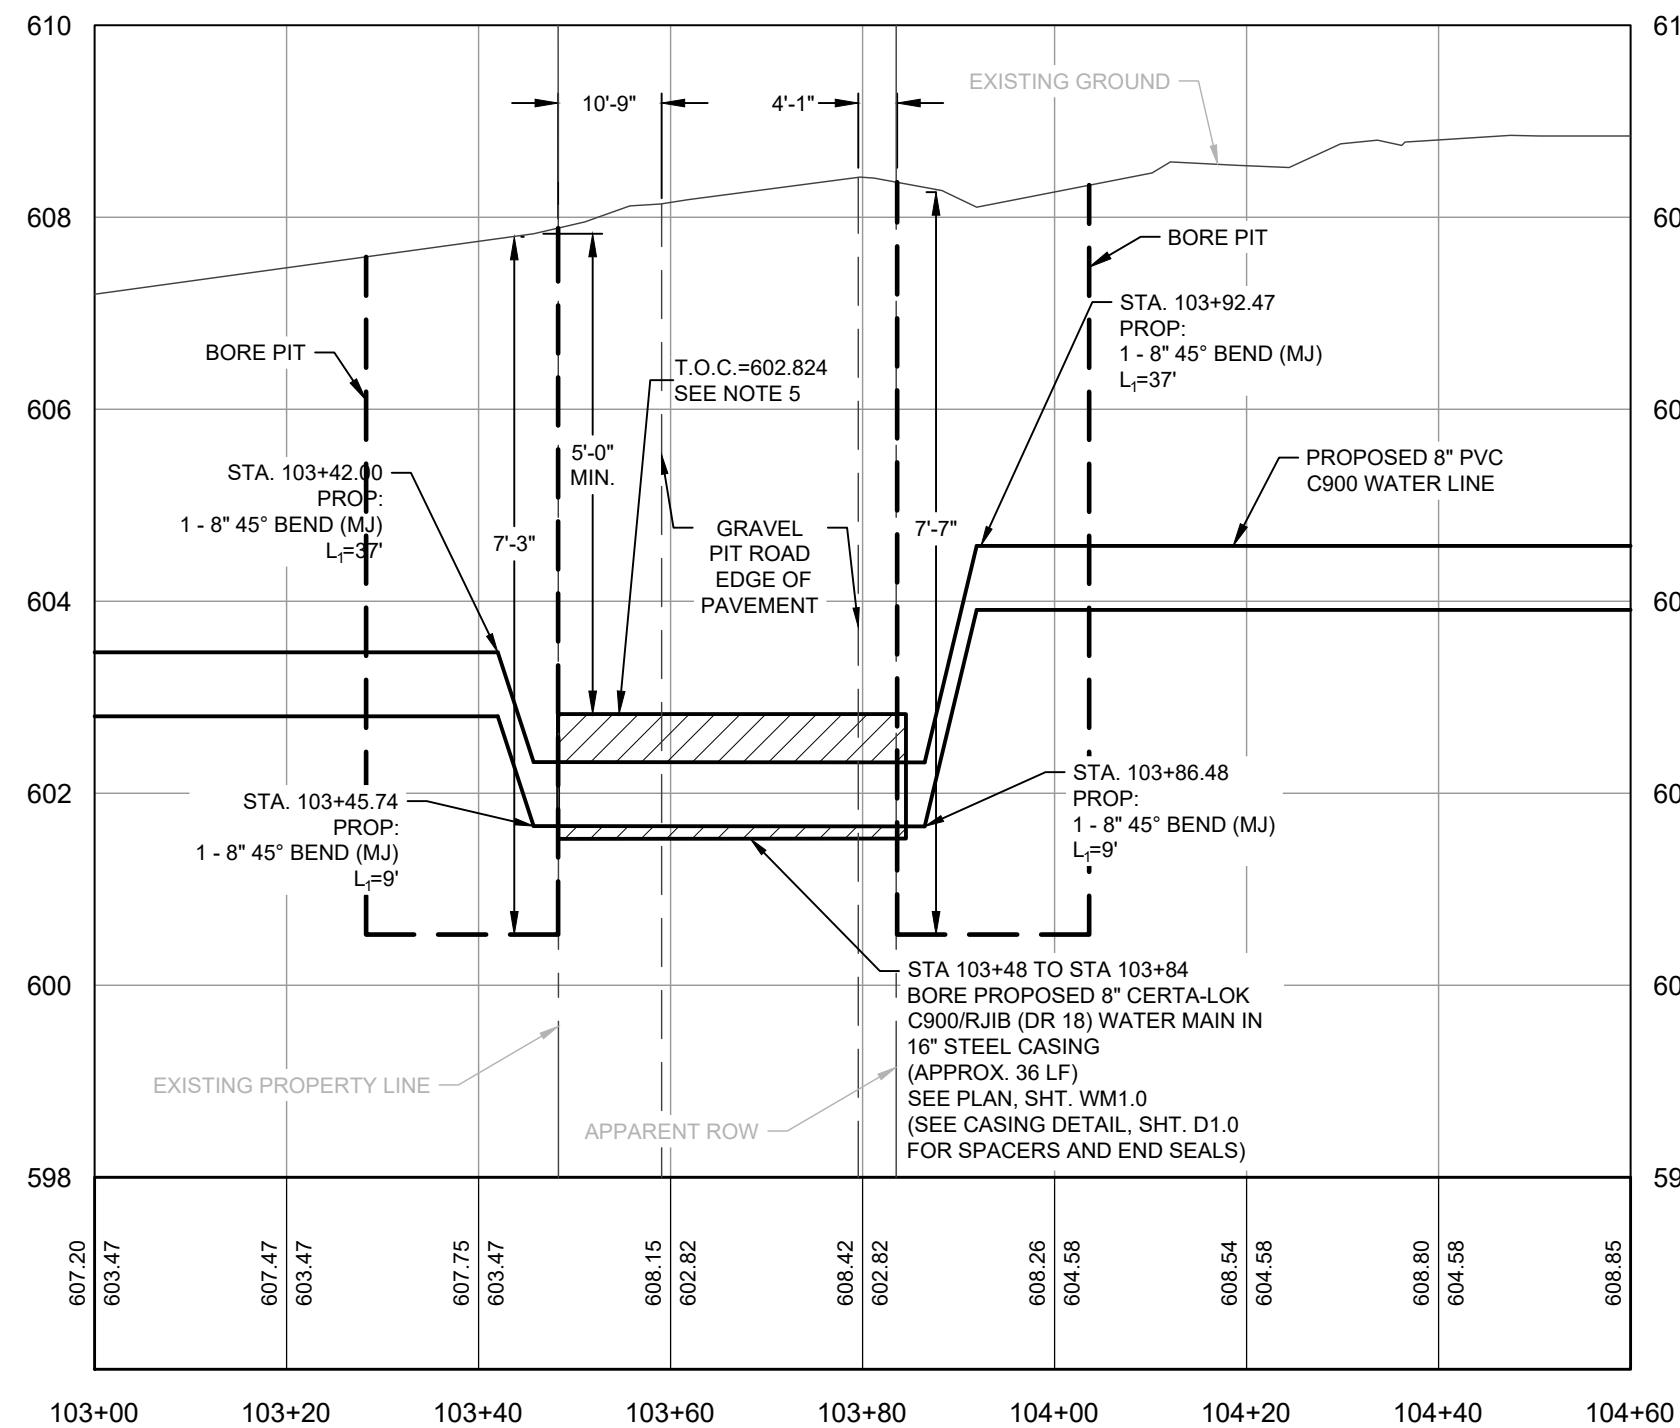 610
61
10'-9"
4'-1"
EXISTING GROUND
608
60
BORE PIT
STA. 103+92.47
PROP:
1 - 8" 45° BEND (MJ)
L1=37'
BORE PIT
T.O.C.=602.824
SEE NOTE 5
606
60
5'-0"
MIN.
STA. 103+42.00
PROP:
1 - 8" 45° BEND (MJ)
L1=37'
PROPOSED 8" PVC
C900 WATER LINE
7'-3"
GRAVEL
PIT ROAD
EDGE OF
PAVEMENT
7'-7"
604
60
602
60
STA. 103+45.74
PROP:
1 - 8" 45° BEND (MJ)
L1=9'
STA. 103+86.48
PROP:
1 - 8" 45° BEND (MJ)
L1=9'
600
60
STA 103+48 TO STA 103+84
BORE PROPOSED 8" CERTA-LOK
C900/RJIB (DR 18) WATER MAIN IN
16" STEEL CASING
(APPROX. 36 LF)
SEE PLAN, SHT. WM1.0
(SEE CASING DETAIL, SHT. D1.0
FOR SPACERS AND END SEALS)
EXISTING PROPERTY LINE
APPARENT ROW
598
59
607.20
603.47
607.47
603.47
607.75
603.47
608.15
602.82
608.42
602.82
608.26
604.58
608.54
604.58
608.80
604.58
608.85
103+00
103+20
103+40
103+60
103+80
104+00
104+20
104+40
104+60